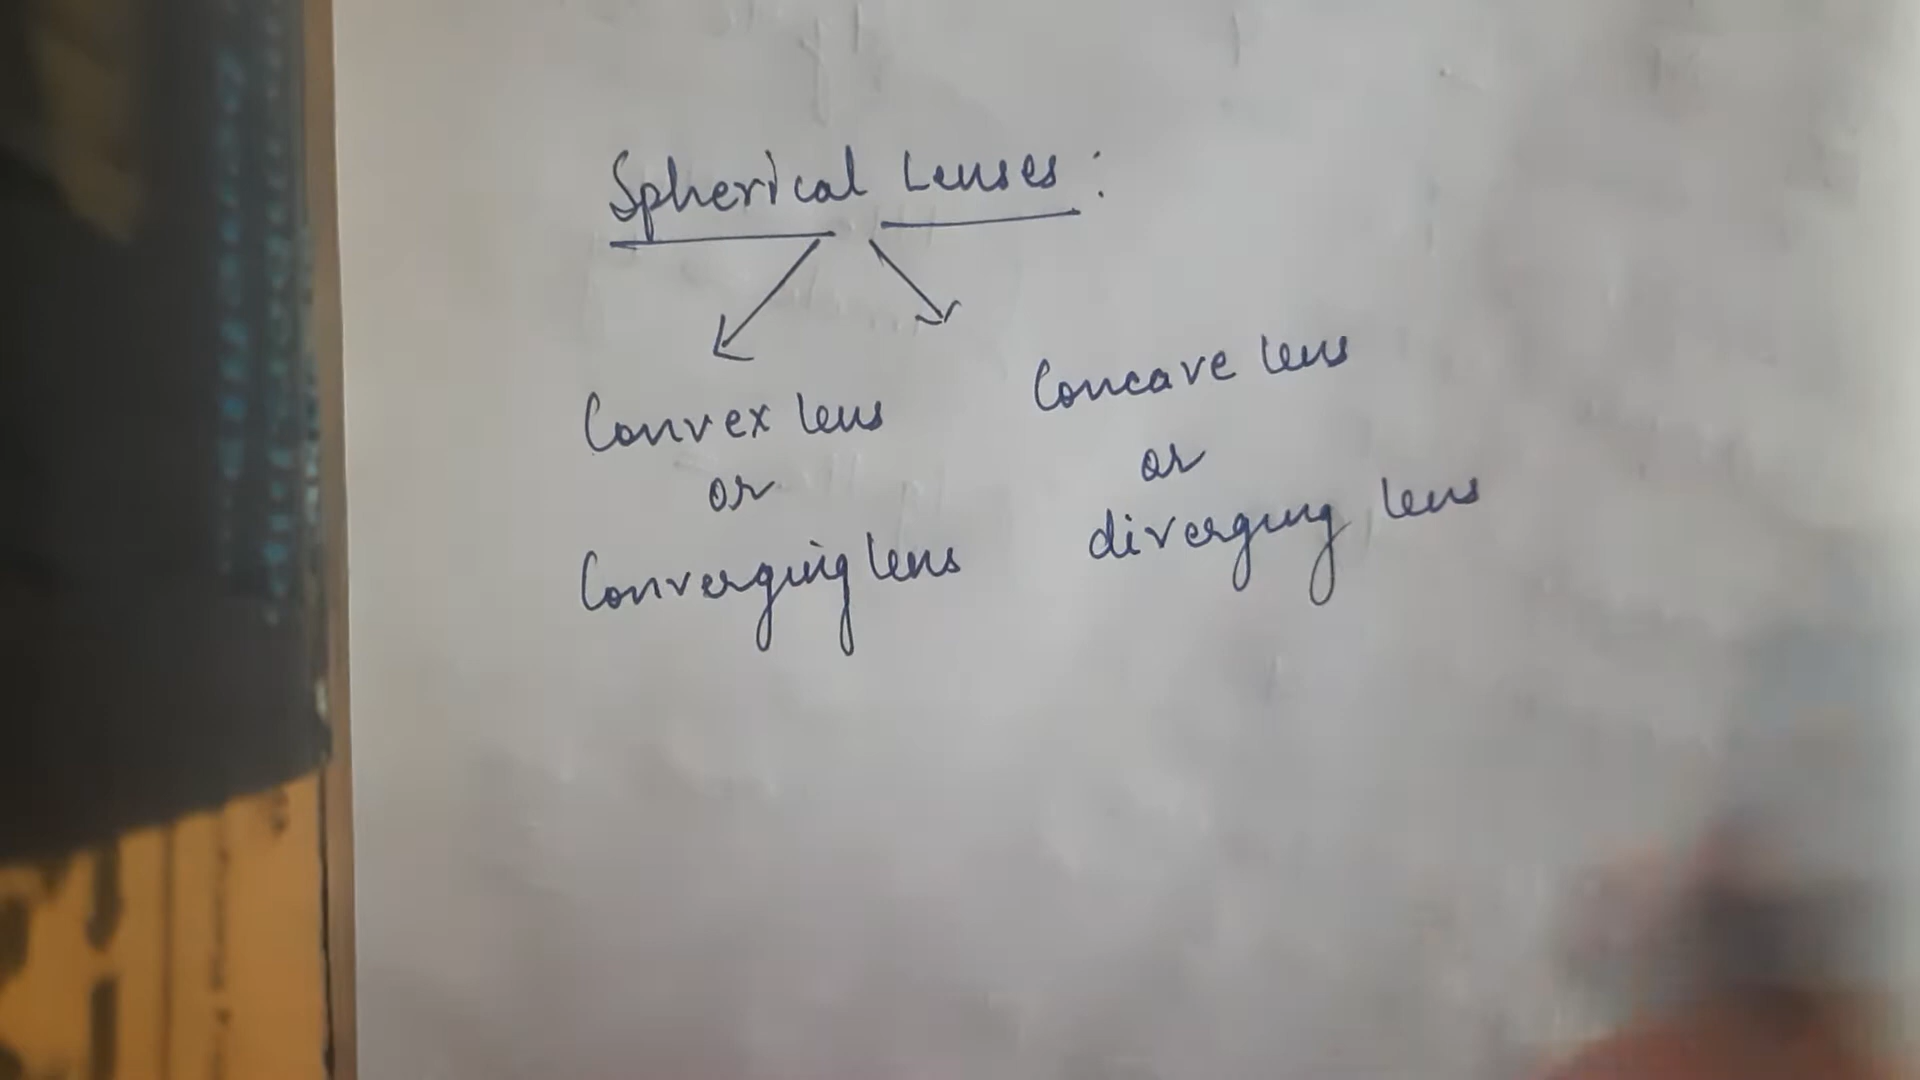 Spherical Lenses:
Convex lens
or
Converging lens
Concave lens
or
diverging lens